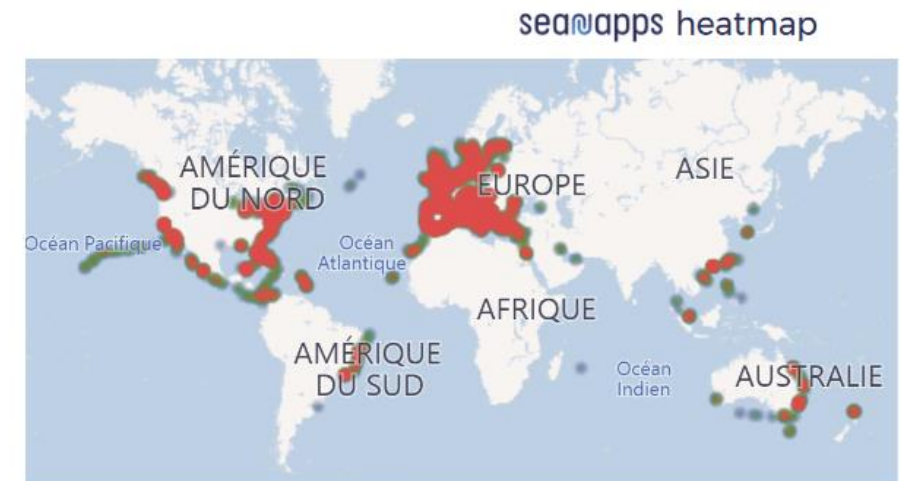 seanapps heatmap
AMÉRIQUE
DU NORD
EUROPE
ASIE
Océan Pacifique
Océan
Atlantique
AFRIQUE
AMÉRIQUE
DU SUD
Océan
Indien
AUSTRALIE